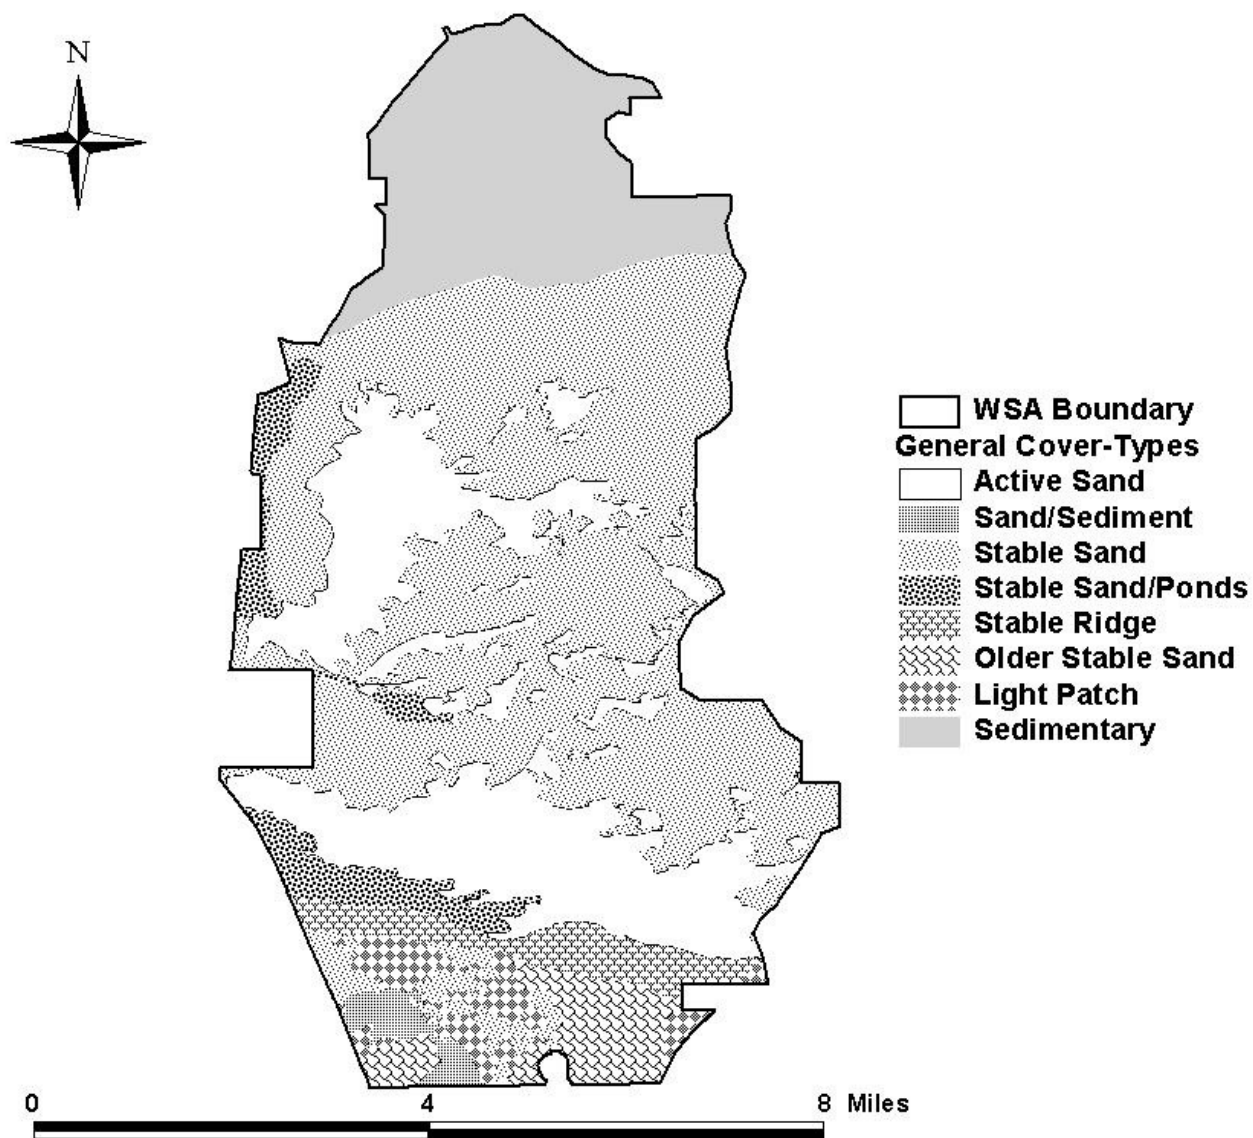 N
WSA Boundary
General Cover-Types
Active Sand
Sand/Sediment
Stable Sand
Stable Sand/Ponds
Stable Ridge
Older Stable Sand
Light Patch
Sedimentary
0 4 8 Miles